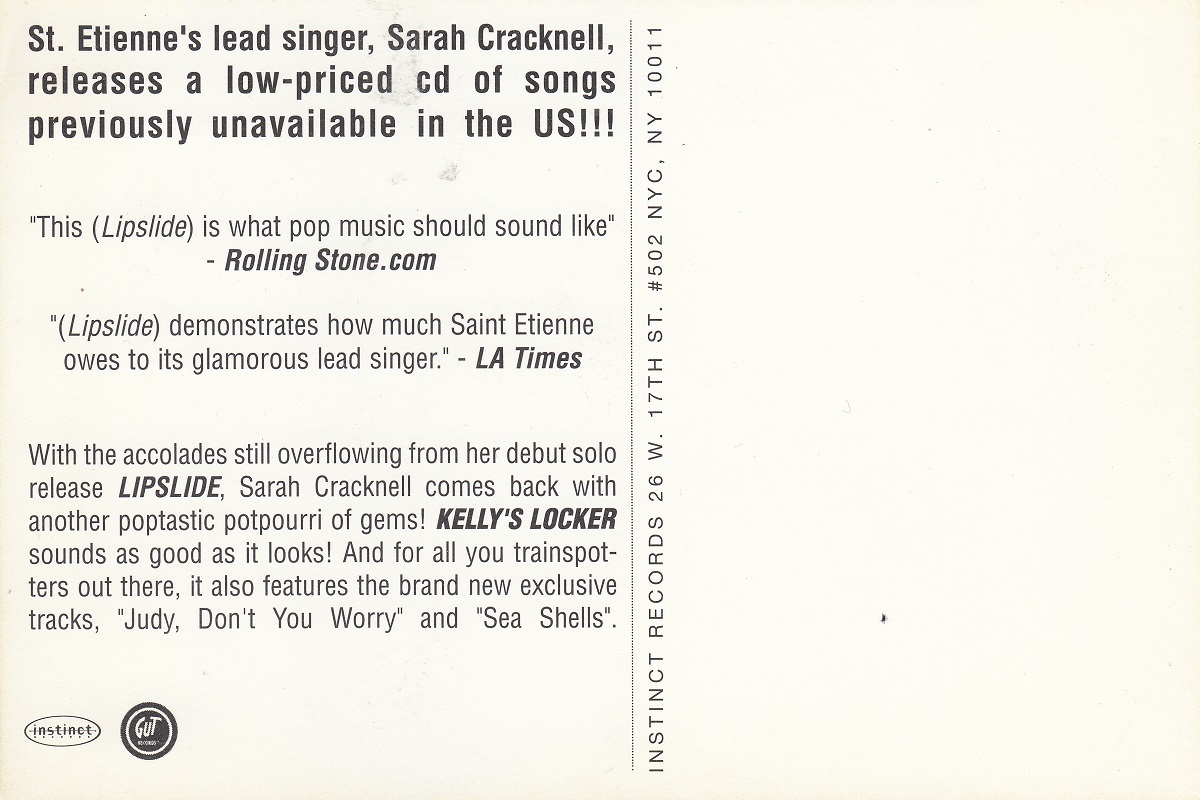 St. Etienne's lead singer, Sarah Cracknell,
releases a low-priced cd of songs
previously unavailable in the US!!!
"This (Lipslide) is what pop music should sound like"
- Rolling Stone.com
"(Lipslide) demonstrates how much Saint Etienne
owes to its glamorous lead singer." - LA Times
With the accolades still overflowing from her debut solo
release LIPSLIDE, Sarah Cracknell comes back with
another poptastic potpourri of gems! KELLY'S LOCKER
sounds as good as it looks! And for all you trainspot-
ters out there, it also features the brand new exclusive
tracks, "Judy, Don't You Worry" and "Sea Shells".
instinct
GUT
RECORDS
INSTINCT RECORDS 26 W. 17TH ST. #502 NYC, NY 10011